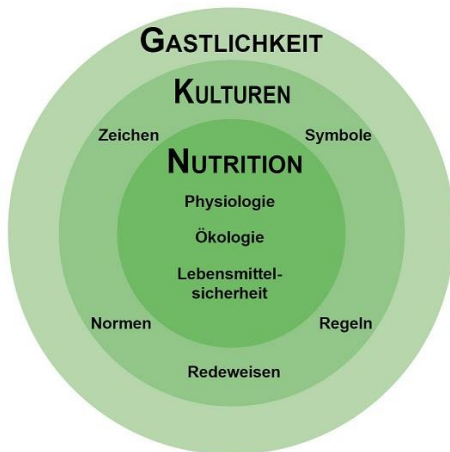 GASTLICHKEIT
KULTUREN
Zeichen
Symbole
NUTRITION
Physiologie
Ökologie
Lebensmittel-
sicherheit
Normen
Regeln
Redeweisen